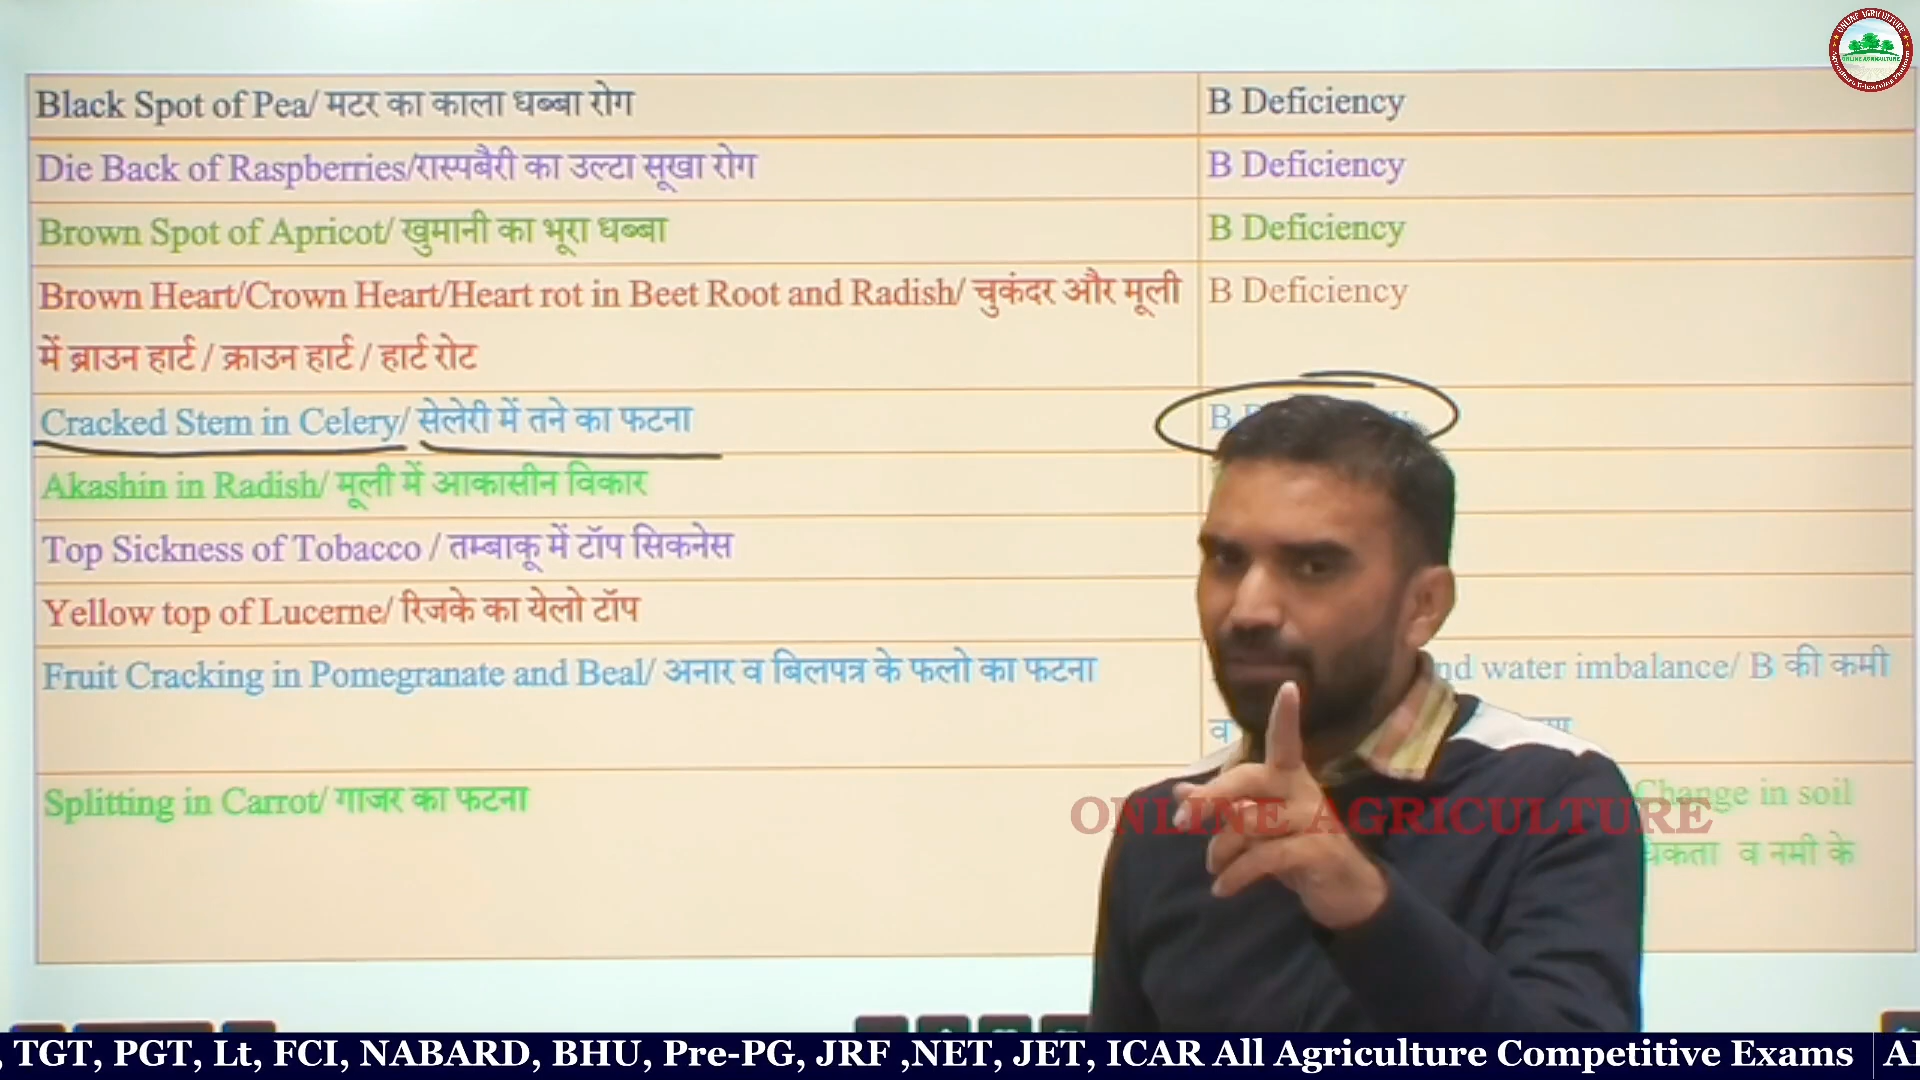 ONLINE AGRICULTURE
Black Spot of Pea/ मटर का काला धब्बा रोग
B Deficiency
Die Back of Raspberries/रास्पबैरी का उल्टा सूखा रोग
B Deficiency
Brown Spot of Apricot/ खुमानी का भूरा धब्बा
B Deficiency
Brown Heart/Crown Heart/Heart rot in Beet Root and Radish/ चुकंदर और मूली
B Deficiency
में ब्राउन हार्ट / क्राउन हार्ट / हार्ट रोट
Cracked Stem in Celery/ सेलेरी में तने का फटना
B
Akashin in Radish/ मूली में आकासीन विकार
Top Sickness of Tobacco / तम्बाकू में टॉप सिकनेस
Yellow top of Lucerne/ रिजके का येलो टॉप
Fruit Cracking in Pomegranate and Beal/ अनार व बिलपत्र के फलो का फटना
water imbalance/ B की कमी
व
Splitting in Carrot/ गाजर का फटना
Change in soil
व नमी के
ONLINE AGRICULTURE
, TGT, PGT, Lt, FCI, NABARD, BHU, Pre-PG, JRF ,NET, JET, ICAR All Agriculture Competitive Exams